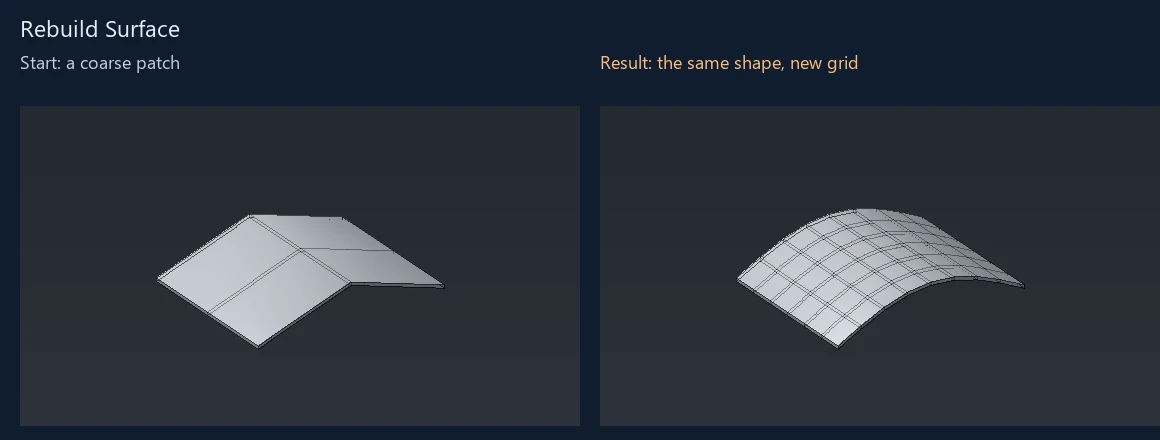 Rebuild Surface
Start: a coarse patch
Result: the same shape, new grid